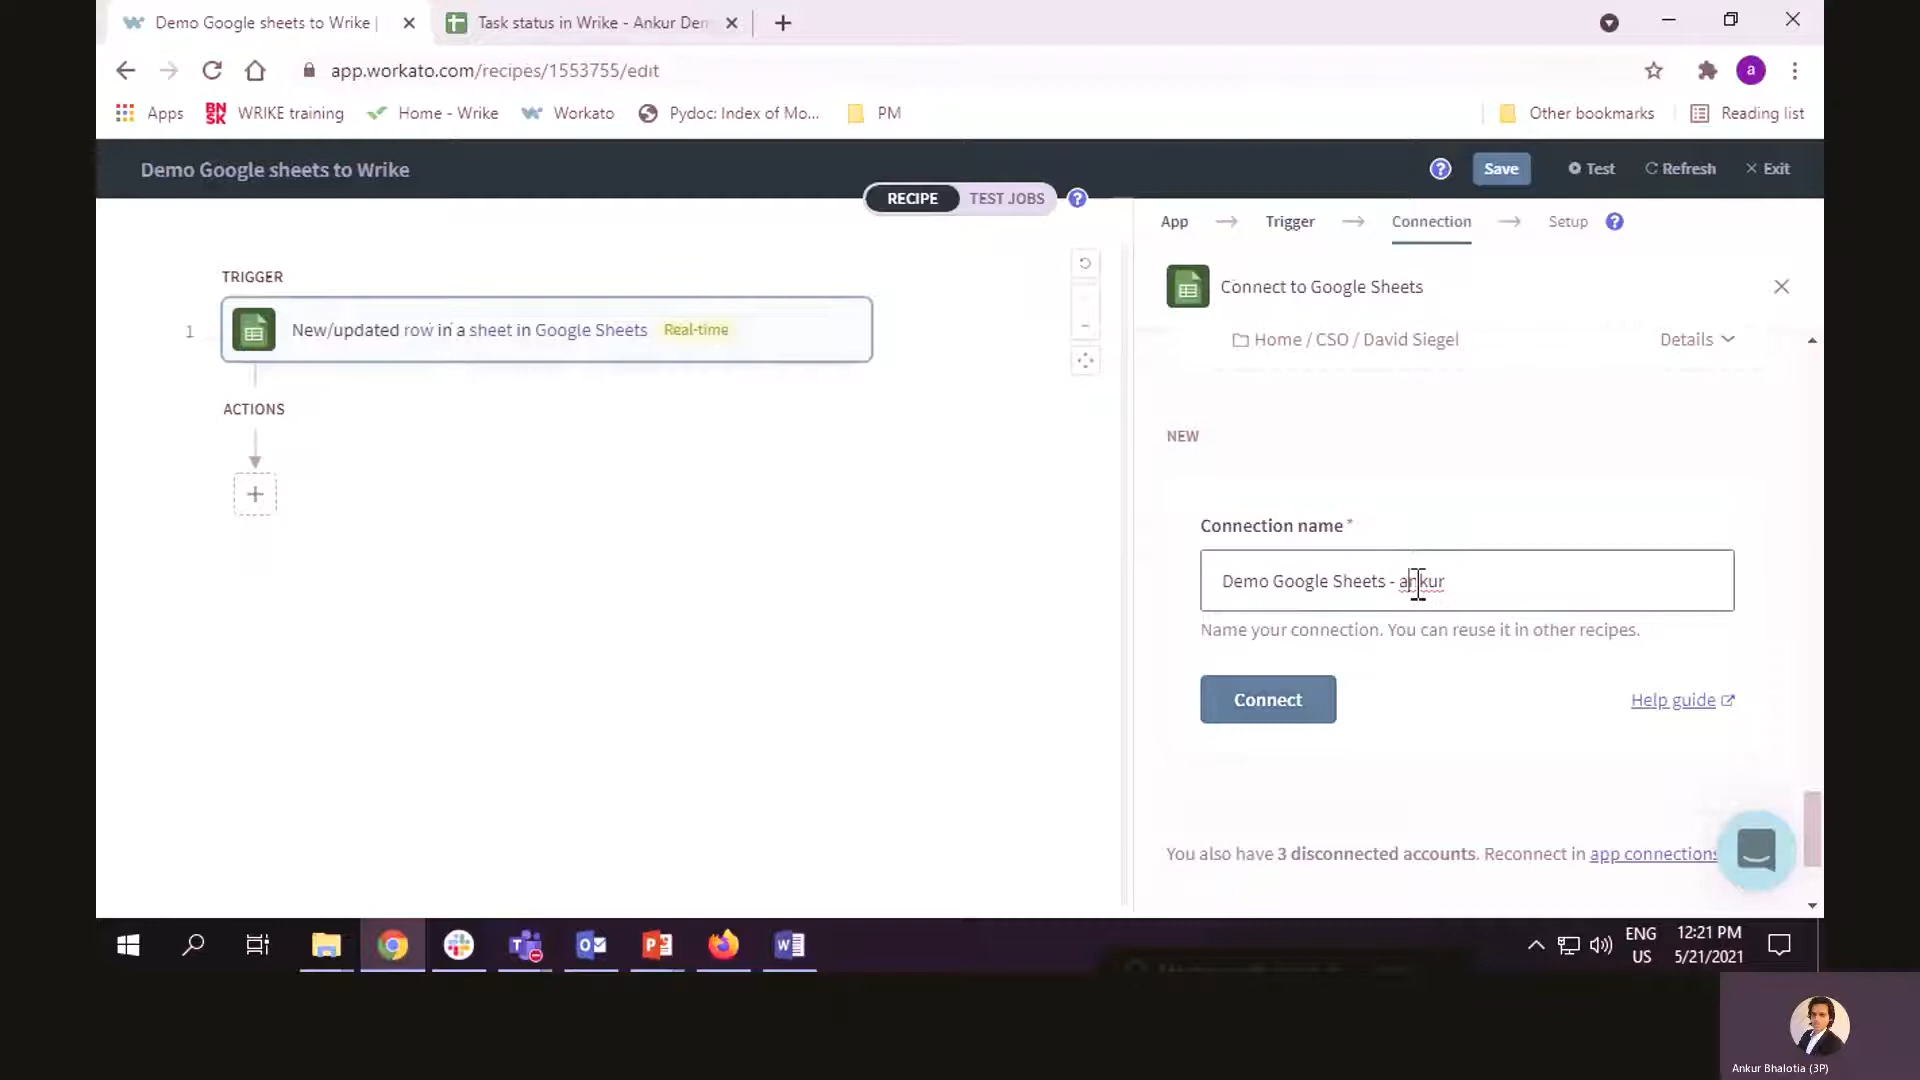 Demo Google sheets to Wrike |
Task status in Wrike - Ankur Den
app.workato.com/recipes/1553755/edit
a
Apps
BN
SK
WRIKE training
Home - Wrike
Workato
Pydoc: Index of Mo...
PM
Other bookmarks
Reading list
Demo Google sheets to Wrike
? Save Test Refresh Exit
RECIPE TEST JOBS ?
App Trigger Connection Setup ?
TRIGGER
Connect to Google Sheets
1 New/updated row in a sheet in Google Sheets Real-time
Home / CSO / David Siegel Details
ACTIONS
NEW
Connection name *
Demo Google Sheets - ankur
Name your connection. You can reuse it in other recipes.
Connect
Help guide
You also have 3 disconnected accounts. Reconnect in app connections
ENG
US
12:21 PM
5/21/2021
Ankur Bhalotia (3P)